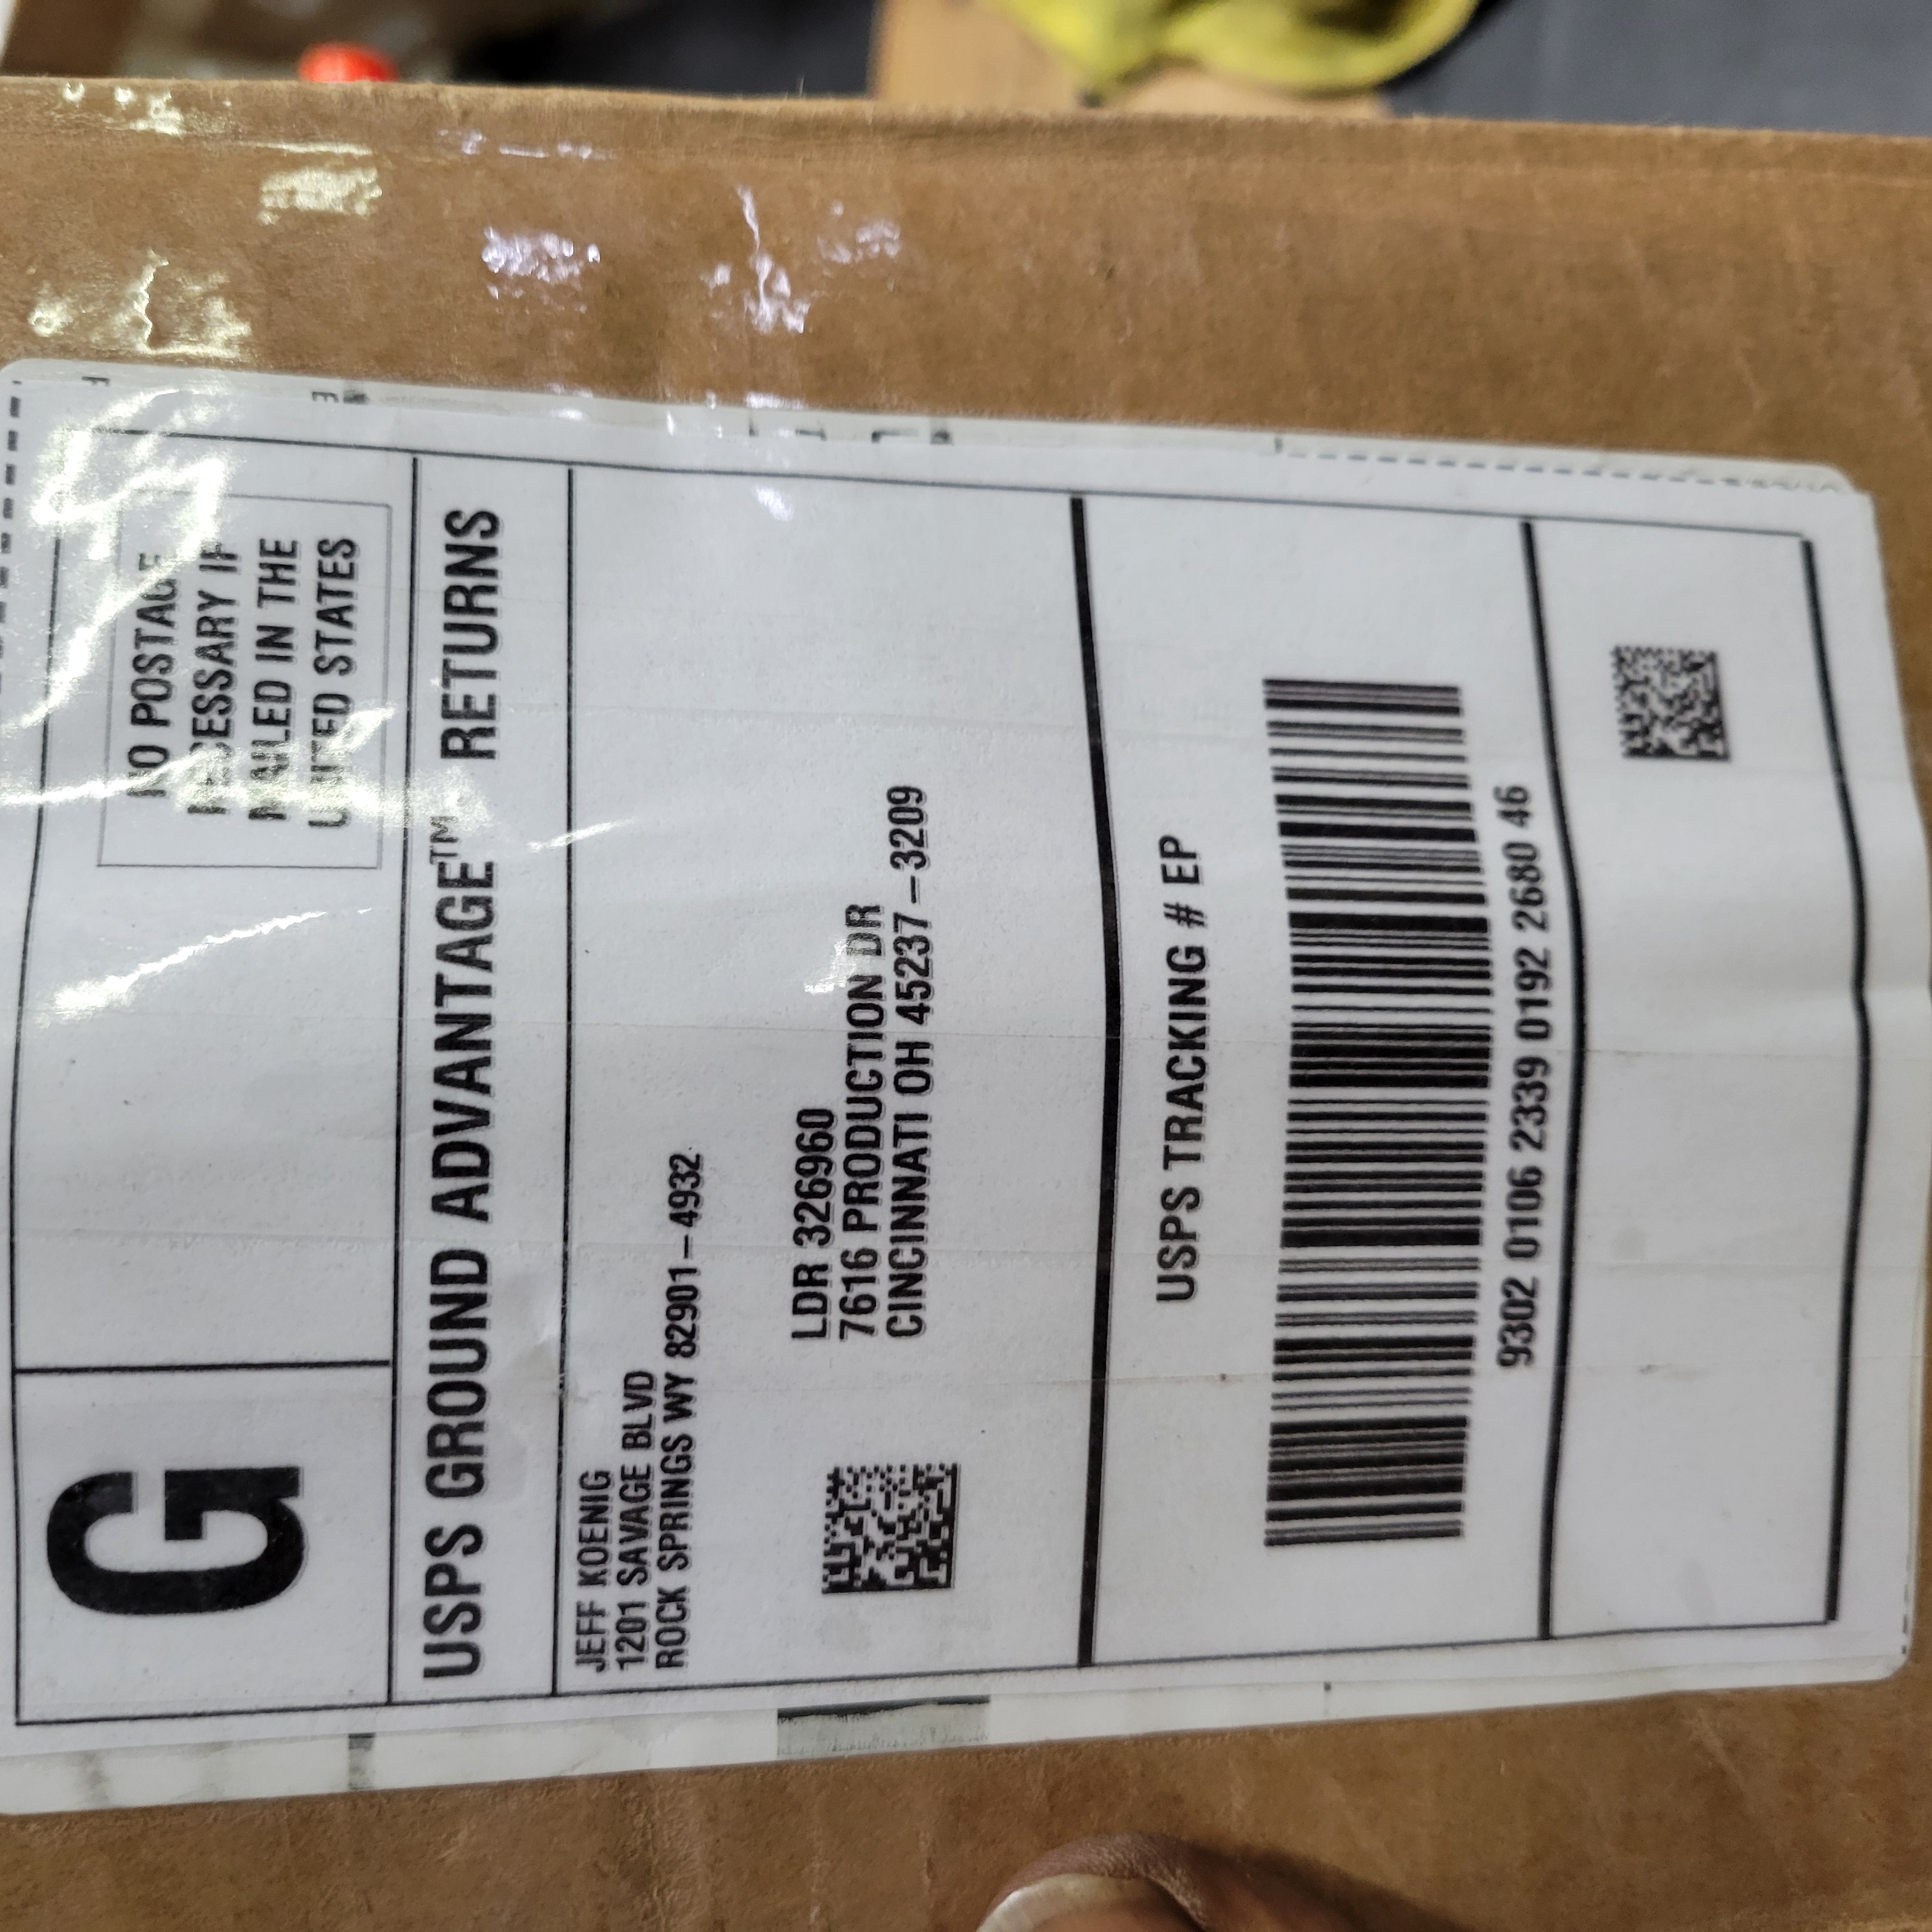 G
NO POSTAGE
NECESSARY IF
MAILED IN THE
UNITED STATES
USPS GROUND ADVANTAGE™ RETURNS
JEFF KOENIG
1201 SAVAGE BLVD
ROCK SPRINGS WY 82901-4932
LDR 326960
7616 PRODUCTION DR
CINCINNATI OH 45237-3209
USPS TRACKING # EP
9302 0106 2339 0192 2680 46